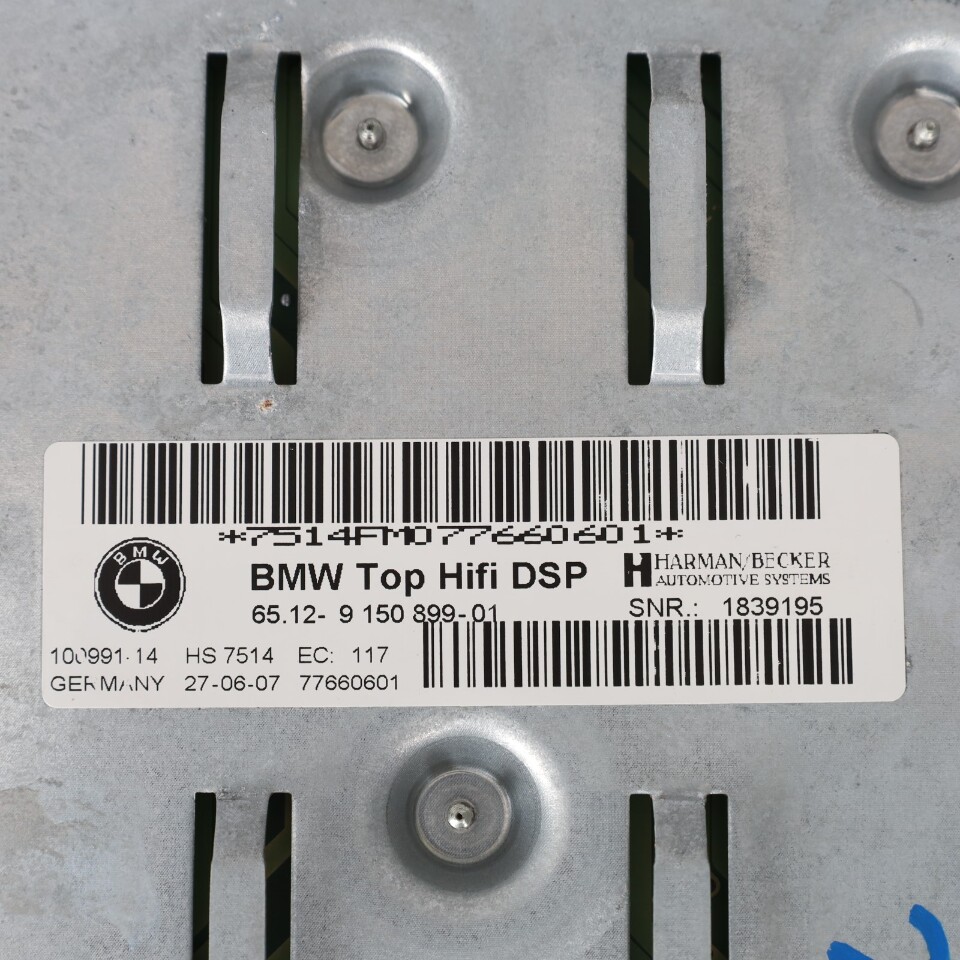 *7514FM077660601*
BMW
BMW Top Hifi DSP
HARMAN/BECKER
AUTOMOTIVE SYSTEMS
65.12- 9 150 899-01
SNR.: 1839195
100991-14 HS 7514 EC: 117
GERMANY 27-06-07 77660601